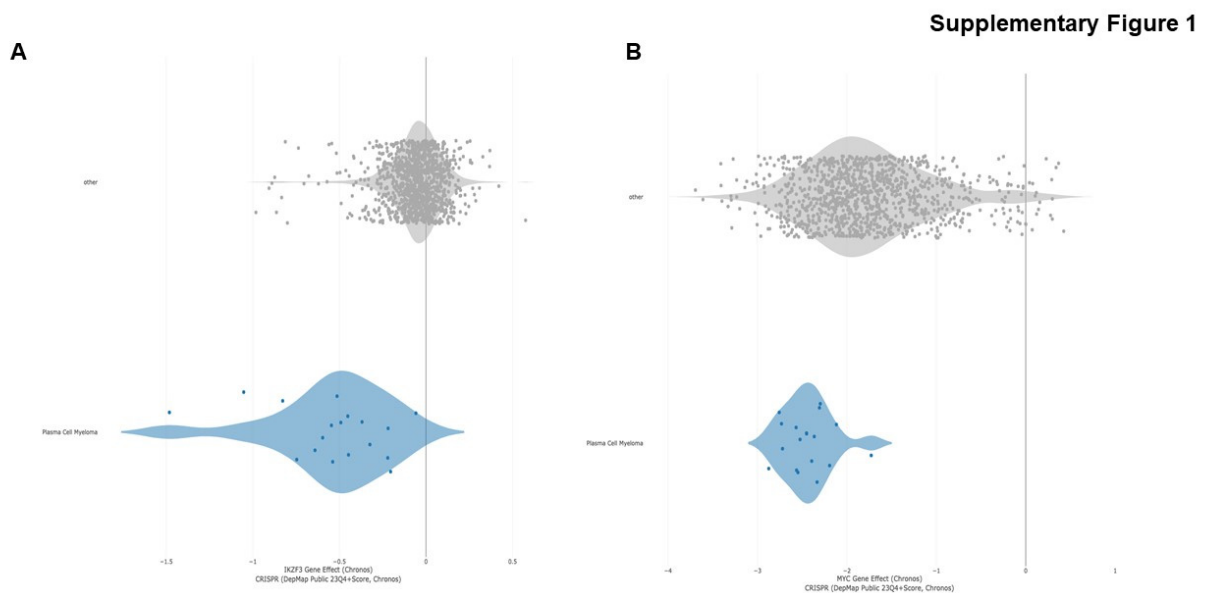 Supplementary Figure 1
A
other
Plasma Cell Myeloma
−1.5 −1 −0.5 0 0.5
IKZF3 Gene Effect (Chronos)
CRISPR (DepMap Public 23Q4+Score, Chronos)
B
other
Plasma Cell Myeloma
−4 −3 −2 −1 0 1
MYC Gene Effect (Chronos)
CRISPR (DepMap Public 23Q4+Score, Chronos)